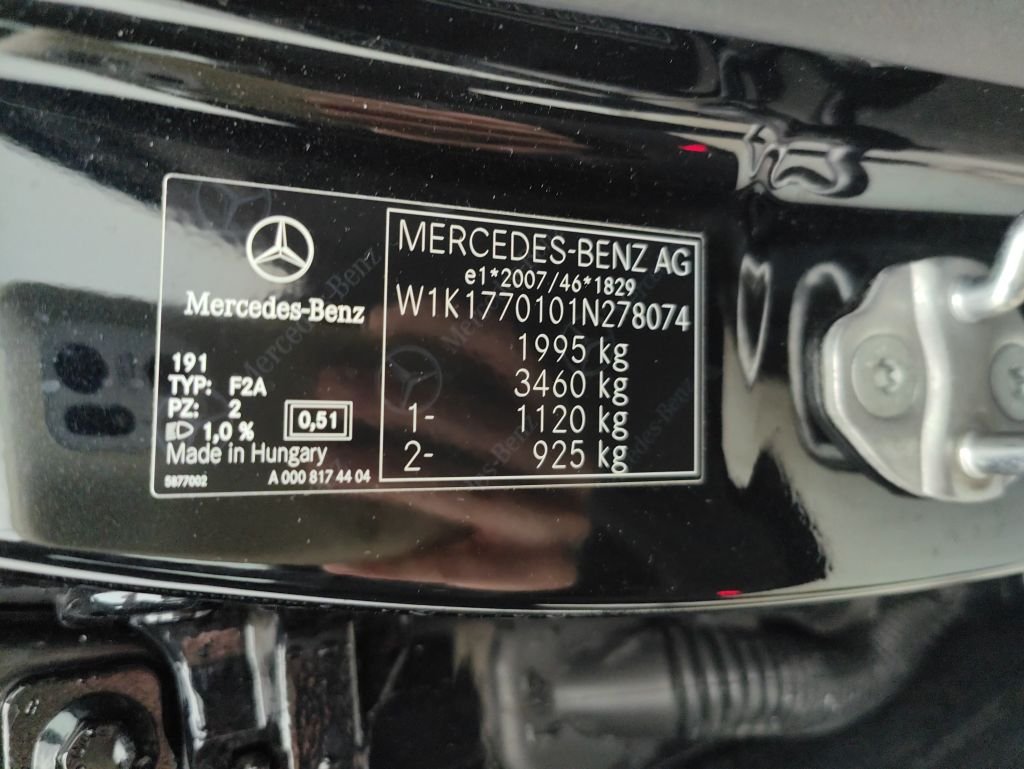 Mercedes-Benz
191
TYP: F2A
PZ: 2
1,0 %
0,51
Made in Hungary
5877002 A 000 817 44 04
MERCEDES-BENZ AG
e1*2007/46*1829
W1K1770101N278074
1995 kg
3460 kg
1- 1120 kg
2- 925 kg